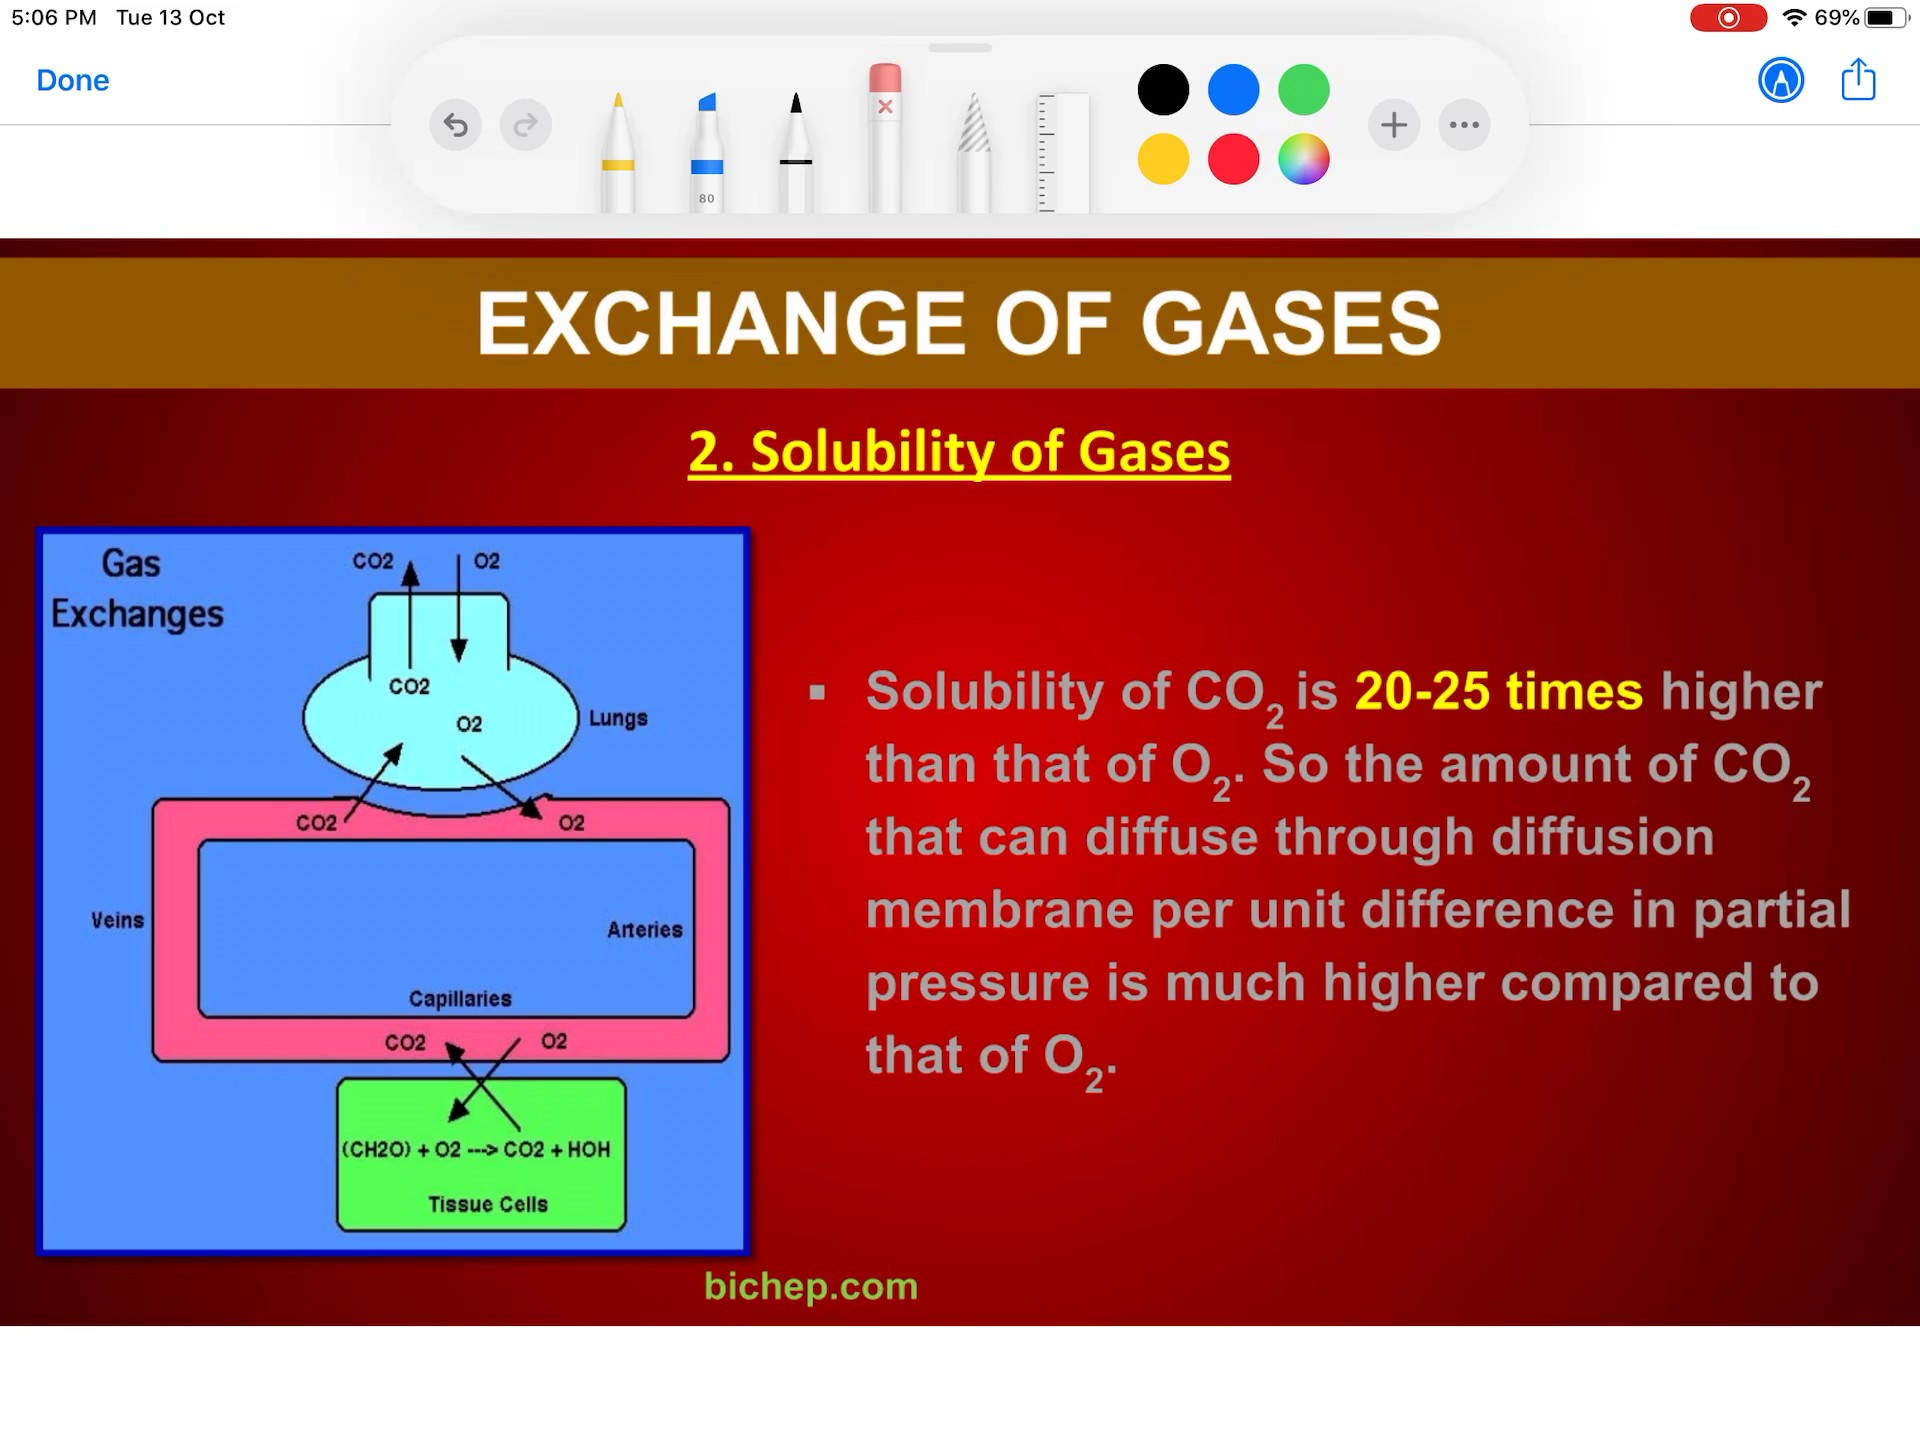 5:06 PM Tue 13 Oct
69%
Done
80
EXCHANGE OF GASES
2. Solubility of Gases
Gas
Exchanges
CO2 O2
CO2
O2
Lungs
CO2 O2
Veins
Arteries
Capillaries
CO2 O2
(CH2O) + O2 ---> CO2 + HOH
Tissue Cells
▪ Solubility of CO₂ is 20-25 times higher
than that of O₂. So the amount of CO₂
that can diffuse through diffusion
membrane per unit difference in partial
pressure is much higher compared to
that of O₂.
bichep.com